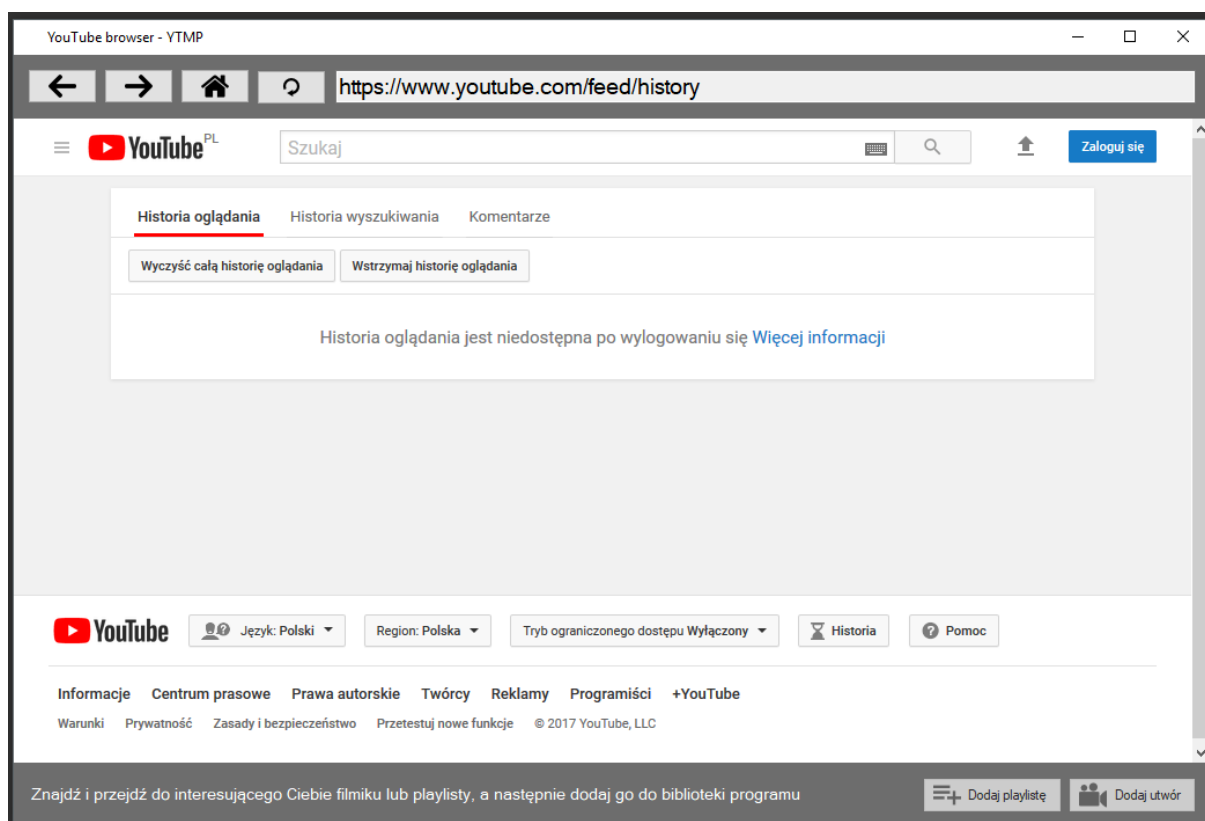 YouTube browser - YTMP
https://www.youtube.com/feed/history
YouTube PL Szukaj Zaloguj się
Historia oglądania Historia wyszukiwania Komentarze
Wyczyść całą historię oglądania Wstrzymaj historię oglądania
Historia oglądania jest niedostępna po wylogowaniu się Więcej informacji
YouTube Język: Polski Region: Polska Tryb ograniczonego dostępu Wyłączony Historia Pomoc
Informacje Centrum prasowe Prawa autorskie Twórcy Reklamy Programiści +YouTube
Warunki Prywatność Zasady i bezpieczeństwo Przetestuj nowe funkcje © 2017 YouTube, LLC
Znajdź i przejdź do interesującego Ciebie filmiku lub playlisty, a następnie dodaj go do biblioteki programu Dodaj playlistę Dodaj utwór